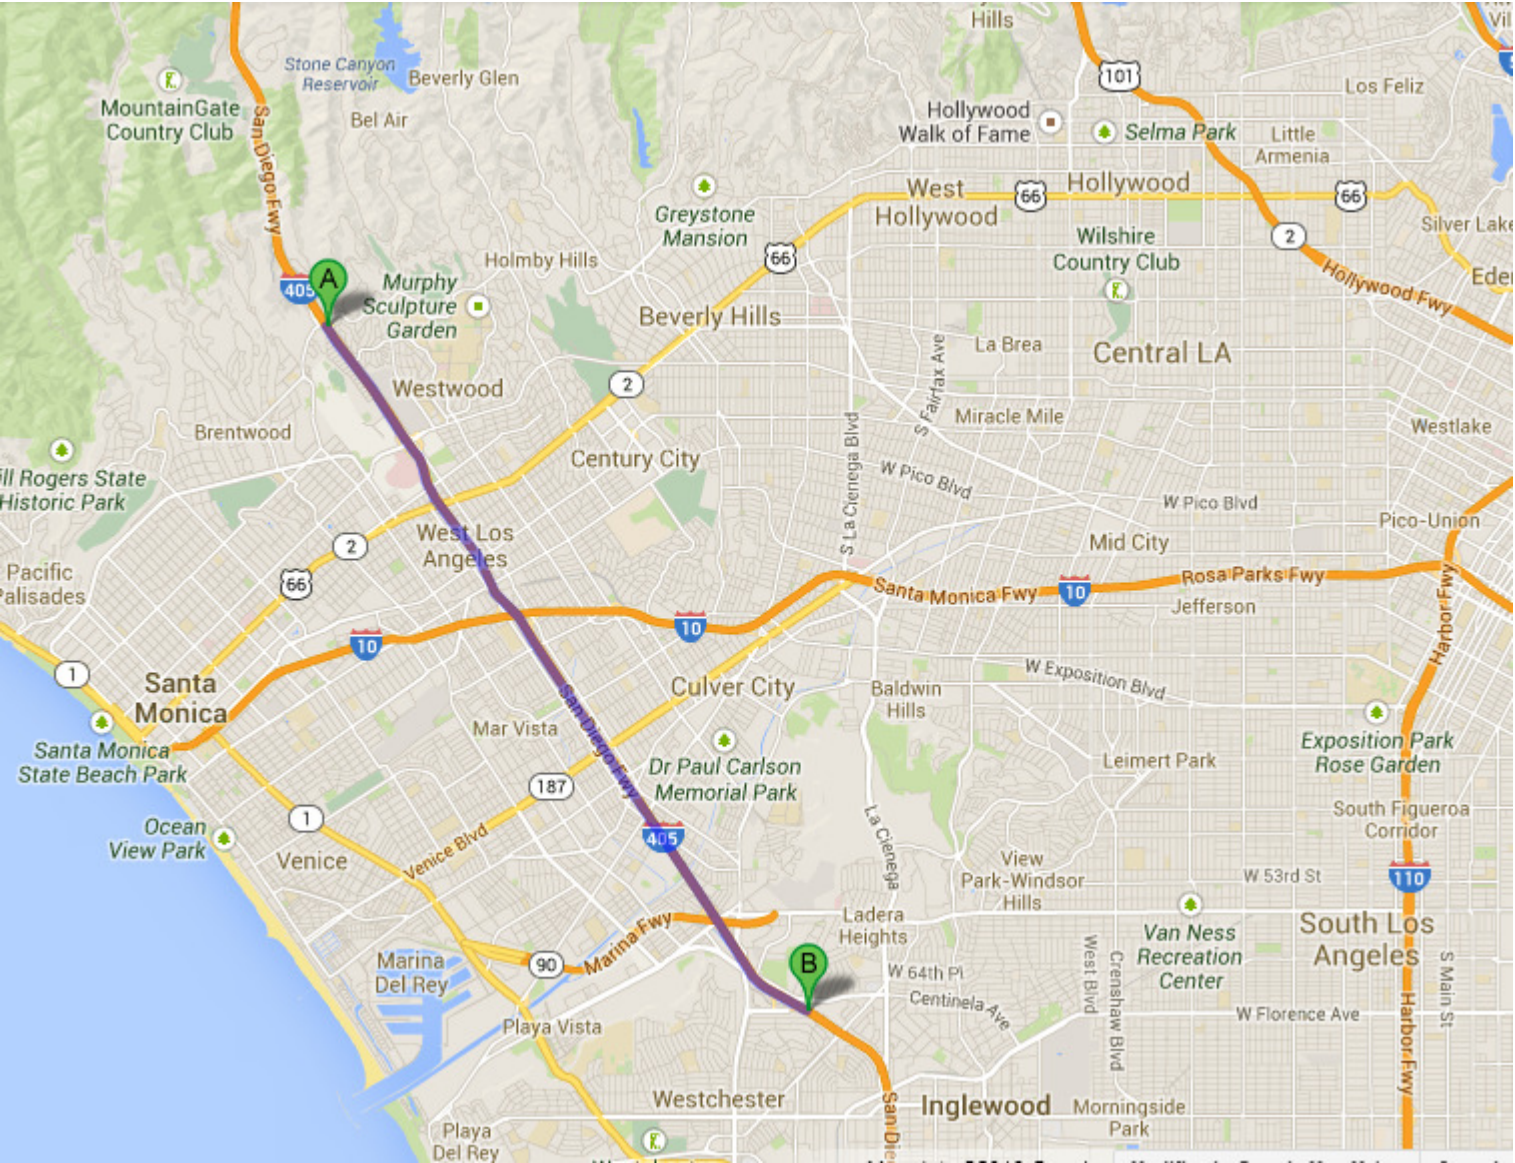 Hills
Vil
5
Stone Canyon
Reservoir
Beverly Glen
101
Los Feliz
MountainGate
Country Club
San Diego Fwy
Bel Air
Hollywood
Walk of Fame
Selma Park
Little
Armenia
Greystone
Mansion
West
Hollywood
66
Hollywood
66
Silver Lake
Wilshire
Country Club
2
66
Holmby Hills
Hollywood Fwy
Eden
405
A
Murphy
Sculpture
Garden
Beverly Hills
La Brea
Central LA
S Fairfax Ave
2
Westwood
Miracle Mile
Westlake
Brentwood
Century City
S La Cienega Blvd
W Pico Blvd
W Pico Blvd
ill Rogers State
Historic Park
Pico-Union
West Los
Angeles
2
Mid City
Pacific
Palisades
66
Santa Monica Fwy
10
Rosa Parks Fwy
Jefferson
Harbor Fwy
10
10
1
Santa
Monica
Culver City
Baldwin
Hills
W Exposition Blvd
San Diego Fwy
Mar Vista
Santa Monica
State Beach Park
Dr Paul Carlson
Memorial Park
Leimert Park
Exposition Park
Rose Garden
187
1
Ocean
View Park
Venice
Venice Blvd
405
La Cienega
South Figueroa
Corridor
View
Park-Windsor
Hills
W 53rd St
110
Ladera
Heights
Van Ness
Recreation
Center
South Los
Angeles
Marina Fwy
90
Marina
Del Rey
B
W 64th Pl
Centinela Ave
West Blvd
Crenshaw Blvd
W Florence Ave
S Main St
Harbor Fwy
Playa Vista
Westchester
Inglewood
Morningside
Park
San Die
Playa
Del Rey